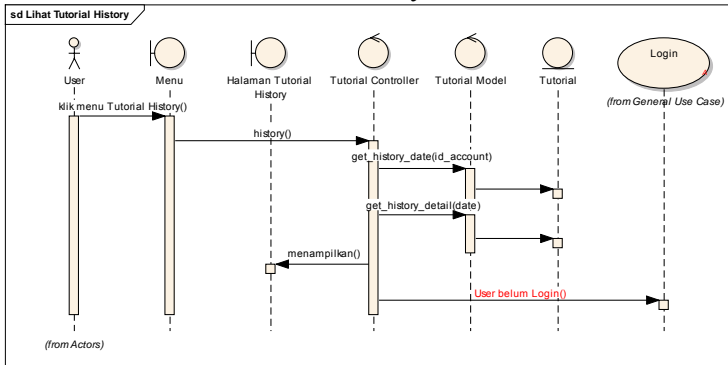 sd Lihat Tutorial History
User
Menu
Halaman Tutorial
History
Tutorial Controller
Tutorial Model
Tutorial
Login
(from General Use Case)
klik menu Tutorial History()
history()
get_history_date(id_account)
get_history_detail(date)
menampilkan()
User belum Login()
(from Actors)